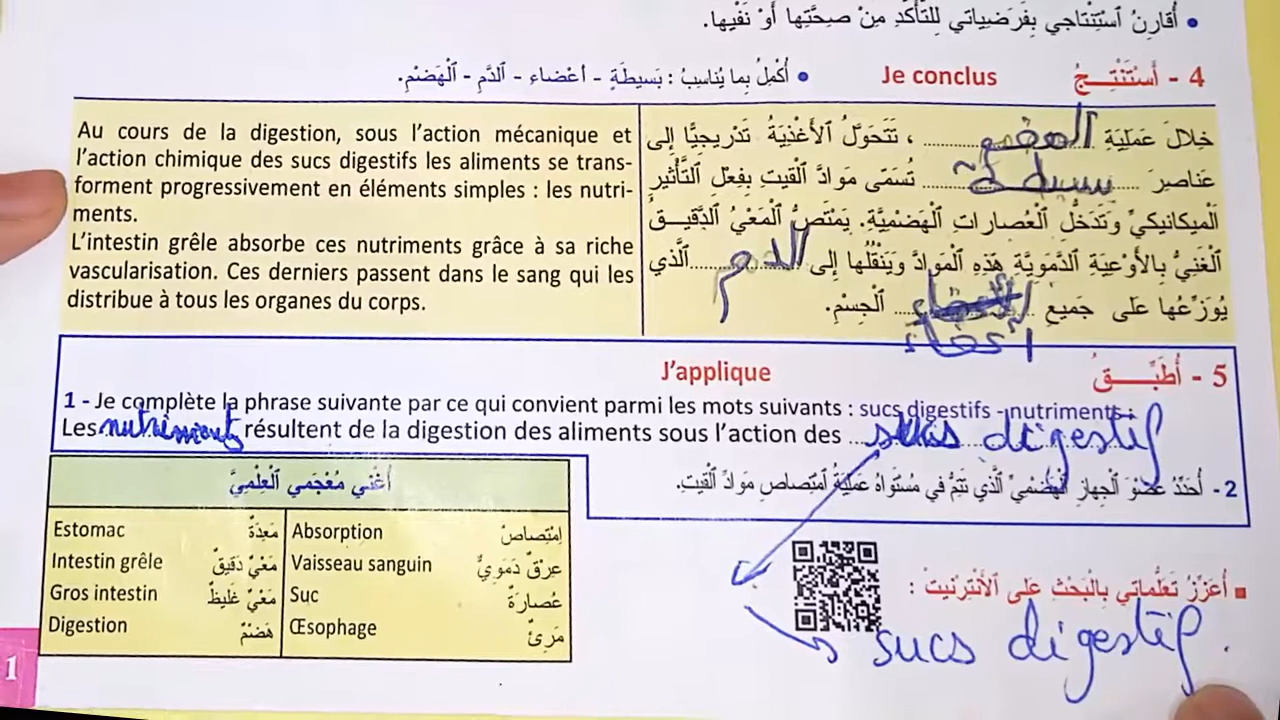 • أُقارِنُ ٱسْتِنْتاجي بِفَرَضِياتي لِلتَّأَكُّدِ مِنْ صِحَّتِها أَوْ نَفْيِها.
4 - أَسْتَنْتِـــجُ Je conclus • أُكْمِلُ بِما يُناسِبُ : بَسيطَةٍ - أَعْضاء - ٱلدَّم - ٱلْهَضْم.
خِلالَ عَمَلِيَةِ الهضم ، تَتَحَوَّلُ ٱلْأَغْذِيَةُ تَدْريجِيًّا إِلى
عَناصِرَ بسيطة تُسَمّى مَوادَّ ٱلْقَيتِ بِفِعْلِ ٱلتَّأْثيرِ
ٱلْميكانيكِيِّ وَتَدَخُّلِ ٱلْعُصاراتِ ٱلْهَضْمِيَّةِ. يَمْتَصُّ ٱلْمَعْيُ ٱلدَّقيـقُ
ٱلْغَنِيُّ بِالْأَوْعِيَةِ ٱلدَّمَوِيَّةِ هَذِهِ ٱلْمَوادَّ وَيَنْقُلُها إِلى الدم ٱلَّذي
يُوَزِّعُها عَلى جَميعِ الأعضاء ٱلْجِسْمِ.
أعضاء
Au cours de la digestion, sous l'action mécanique et
l'action chimique des sucs digestifs les aliments se trans-
forment progressivement en éléments simples : les nutri-
ments.
L'intestin grêle absorbe ces nutriments grâce à sa riche
vascularisation. Ces derniers passent dans le sang qui les
distribue à tous les organes du corps.
5 - أُطَبِّـــــقُ J'applique
1 - Je complète la phrase suivante par ce qui convient parmi les mots suivants : sucs digestifs - nutriments :
Les nutriments résultent de la digestion des aliments sous l'action des ... sucs digestif
2 - أُحَدِّدُ عُضْوَ ٱلْجِهازِ ٱلْهَضْمِيِّ ٱلَّذي تَتِمُّ في مُسْتَواهُ عَمَلِيَّةُ ٱمْتِصاصِ مَوادِّ ٱلْقَيتِ.
أُغْني مُعْجَمي ٱلْعِلْمِيَّ
Estomac مَعِدَةٌ Absorption اِمْتِصاصٌ
Intestin grêle مَعْيٌ دَقيقٌ Vaisseau sanguin عِرْقٌ دَمَوِيٌّ
Gros intestin مَعْيٌ غَليظٌ Suc عُصارَةٌ
Digestion هَضْمٌ Œsophage مَرِيٌ
■ أُعَزِّزُ تَعَلُّماتي بِالْبَحْثِ عَلى ٱلْأَنْتِرْنِيتْ :
sucs digestif.
1